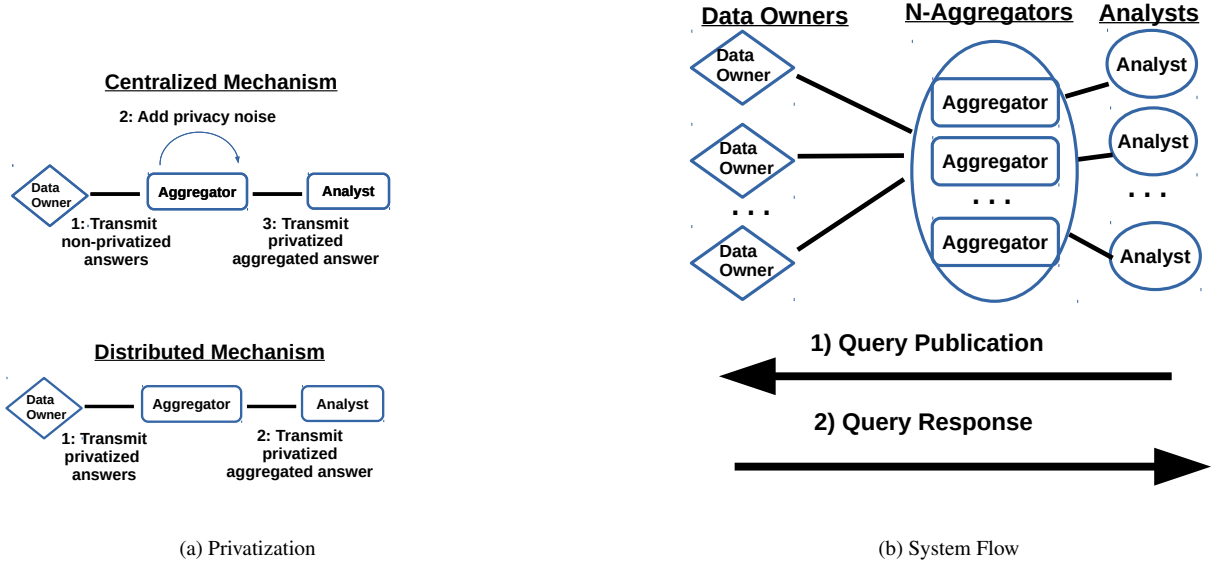 Centralized Mechanism
2: Add privacy noise
Data
Owner
Aggregator
Analyst
1: Transmit
non-privatized
answers
3: Transmit
privatized
aggregated answer
Distributed Mechanism
Data
Owner
Aggregator
Analyst
1: Transmit
privatized
answers
2: Transmit
privatized
aggregated answer
(a) Privatization
Data Owners
N-Aggregators
Analysts
Data
Owner
Aggregator
Analyst
Data
Owner
Aggregator
Analyst
. . .
. . .
. . .
Data
Owner
Aggregator
Analyst
1) Query Publication
2) Query Response
(b) System Flow